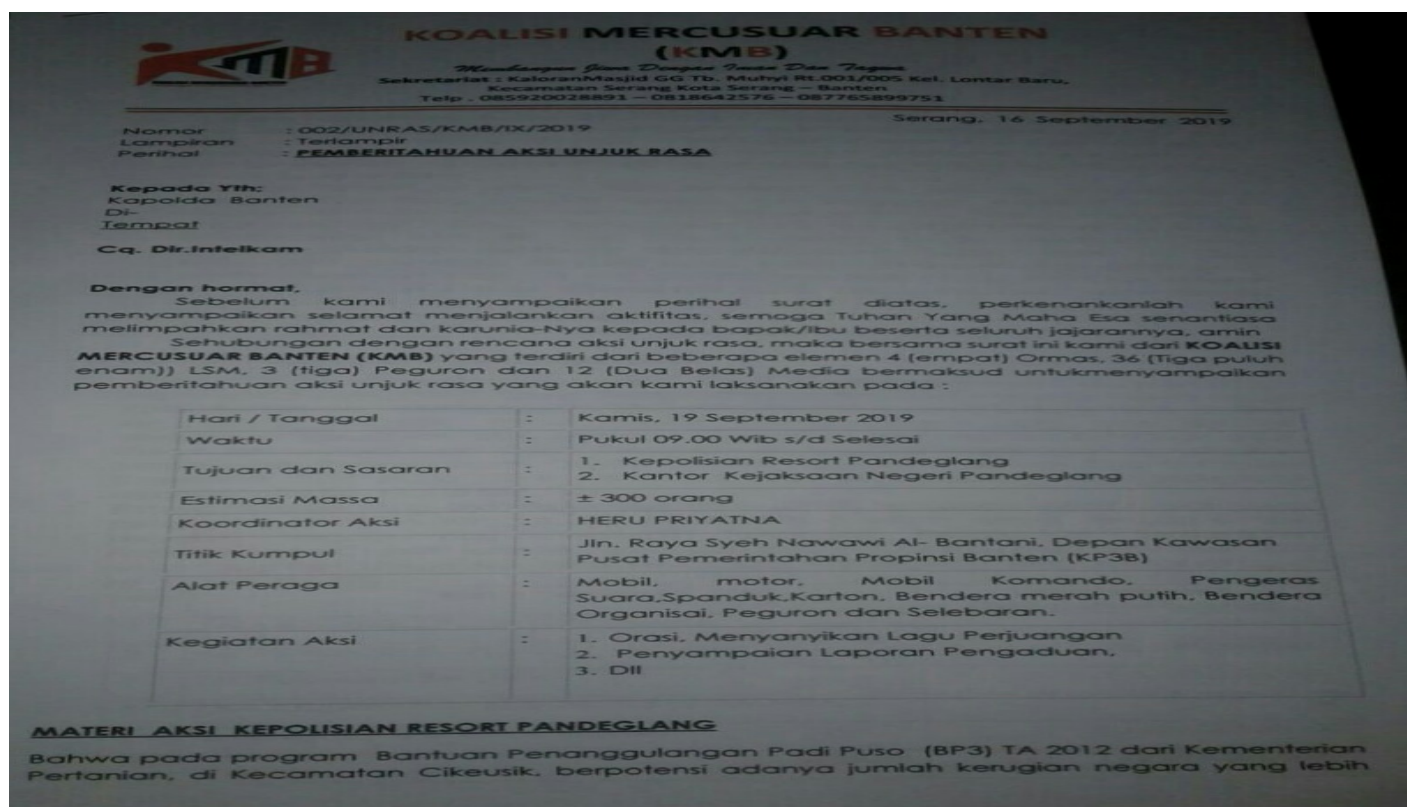 KOALISI MERCUSUAR BANTEN
(KMB)
Membangun Jiwa Dengan Iman Dan Taqwa
Sekretariat : KaloranMasjid GG Tb. Muhyi Rt.001/005 Kel. Lontar Baru,
Kecamatan Serang Kota Serang – Banten
Telp . 085920028891 – 0818642576 – 087765899751
KMB
Serang, 16 September 2019
Nomor : 002/UNRAS/KMB/IX/2019
Lampiran : Terlampir
Perihal : PEMBERITAHUAN AKSI UNJUK RASA
Kepada Yth:
Kapolda Banten
Di-
Tempat
Cq. Dir.Intelkam
Dengan hormat,
Sebelum kami menyampaikan perihal surat diatas, perkenankanlah kami
menyampaikan selamat menjalankan aktifitas, semoga Tuhan Yang Maha Esa senantiasa
melimpahkan rahmat dan karunia-Nya kepada bapak/ibu beserta seluruh jajarannya, amin
Sehubungan dengan rencana aksi unjuk rasa, maka bersama surat ini kami dari KOALISI
MERCUSUAR BANTEN (KMB) yang terdiri dari beberapa elemen 4 (empat) Ormas, 36 (Tiga puluh
enam)) LSM, 3 (tiga) Peguron dan 12 (Dua Belas) Media bermaksud untukmenyampaikan
pemberitahuan aksi unjuk rasa yang akan kami laksanakan pada :
Hari / Tanggal : Kamis, 19 September 2019
Waktu : Pukul 09.00 Wib s/d Selesai
Tujuan dan Sasaran : 1. Kepolisian Resort Pandeglang
2. Kantor Kejaksaan Negeri Pandeglang
Estimasi Massa : ± 300 orang
Koordinator Aksi : HERU PRIYATNA
Titik Kumpul : Jln. Raya Syeh Nawawi Al- Bantani, Depan Kawasan
Pusat Pemerintahan Propinsi Banten (KP3B)
Alat Peraga : Mobil, motor, Mobil Komando, Pengeras
Suara,Spanduk,Karton, Bendera merah putih, Bendera
Organisai, Peguron dan Selebaran.
Kegiatan Aksi : 1. Orasi, Menyanyikan Lagu Perjuangan
2. Penyampaian Laporan Pengaduan,
3. Dll
MATERI AKSI KEPOLISIAN RESORT PANDEGLANG
Bahwa pada program Bantuan Penanggulangan Padi Puso (BP3) TA 2012 dari Kementerian
Pertanian, di Kecamatan Cikeusik, berpotensi adanya jumlah kerugian negara yang lebih